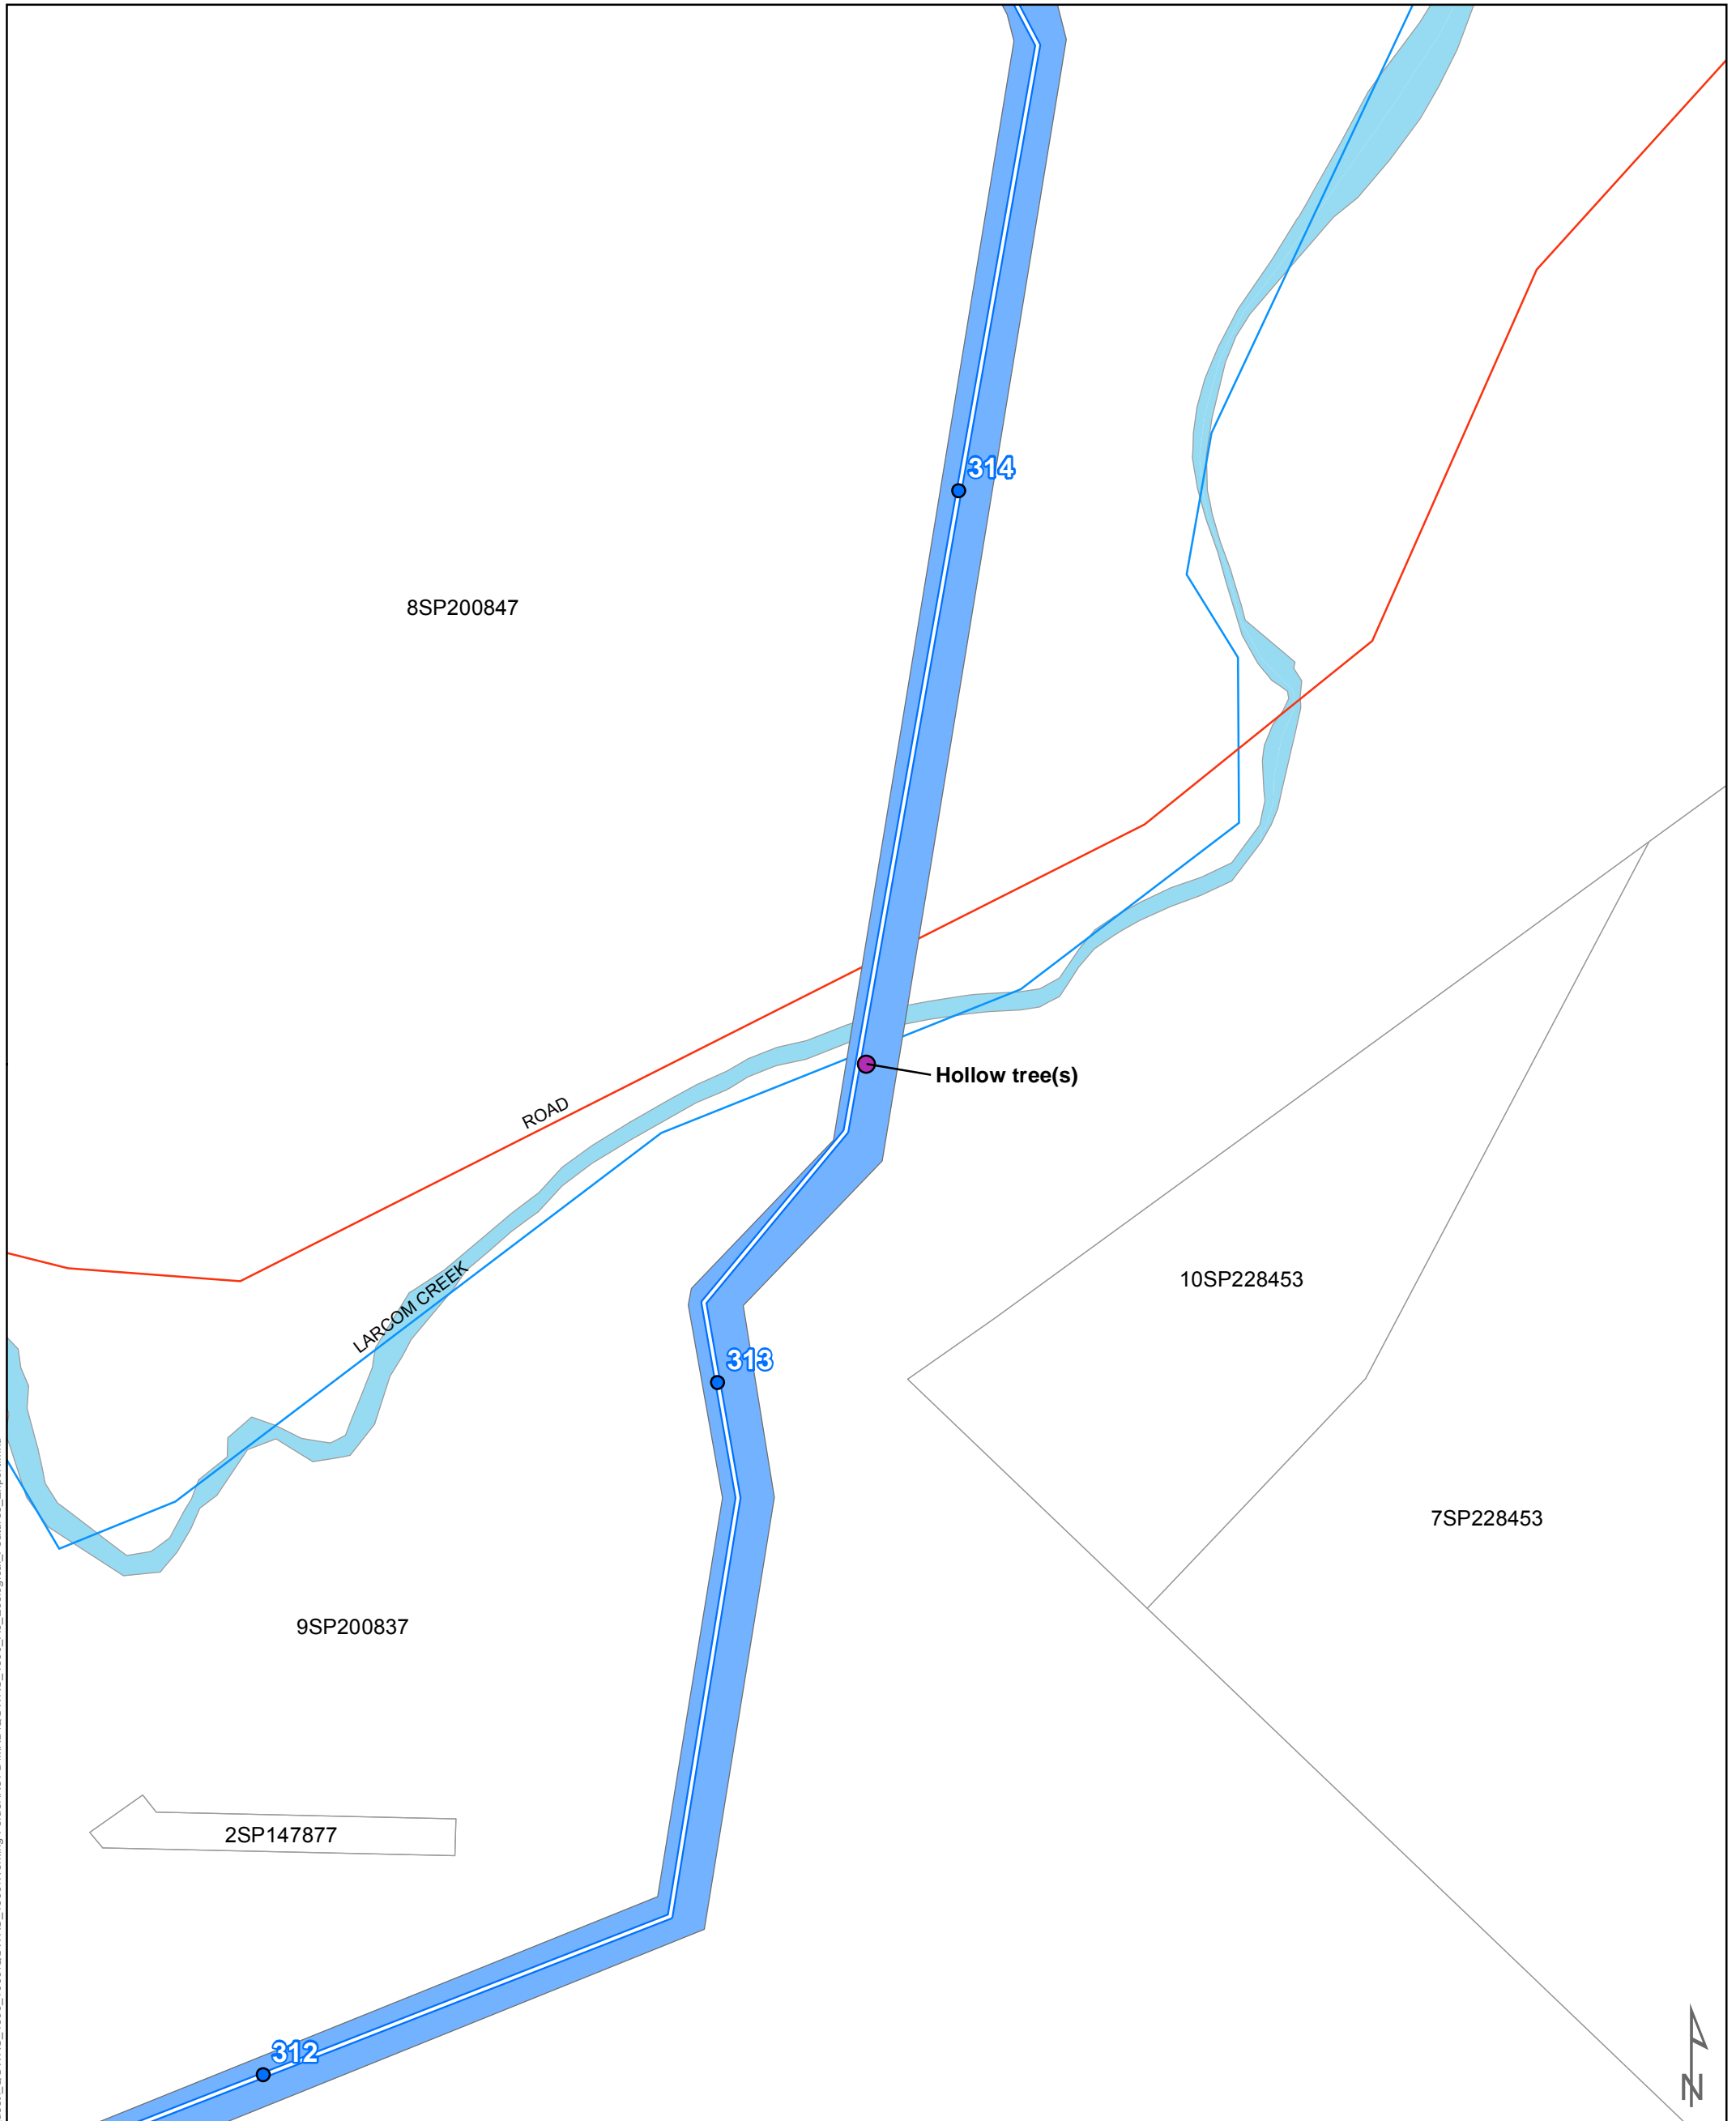 314
8SP200847
Hollow tree(s)
ROAD
LARCOM CREEK
10SP228453
313
7SP228453
9SP200837
2SP147877
312
N